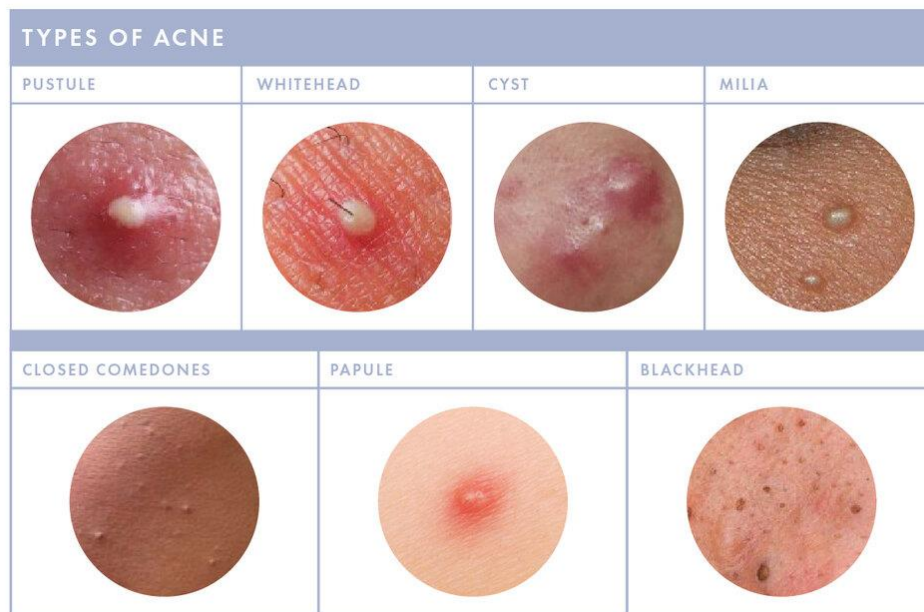 TYPES OF ACNE
PUSTULE
WHITEHEAD
CYST
MILIA
CLOSED COMEDONES
PAPULE
BLACKHEAD